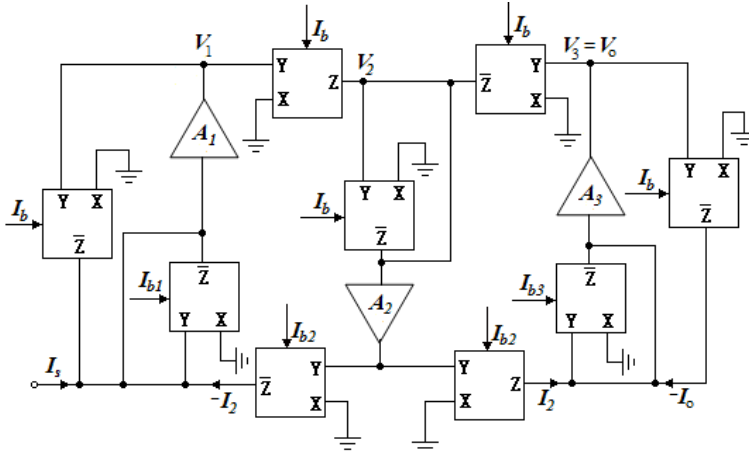 I_b I_b
V_1 V_2 V_3 = V_o
Y X Z
Z̅ Y X
A_1
I_b Y X Z̅
I_b Y X Z̅
A_3
I_b Y X Z̅
I_b1 Z̅ Y X
A_2
I_b3 Z̅ Y X
I_b2 I_b2
I_s
-I_2
Z̅ Y X
Y X Z
I_2
-I_o